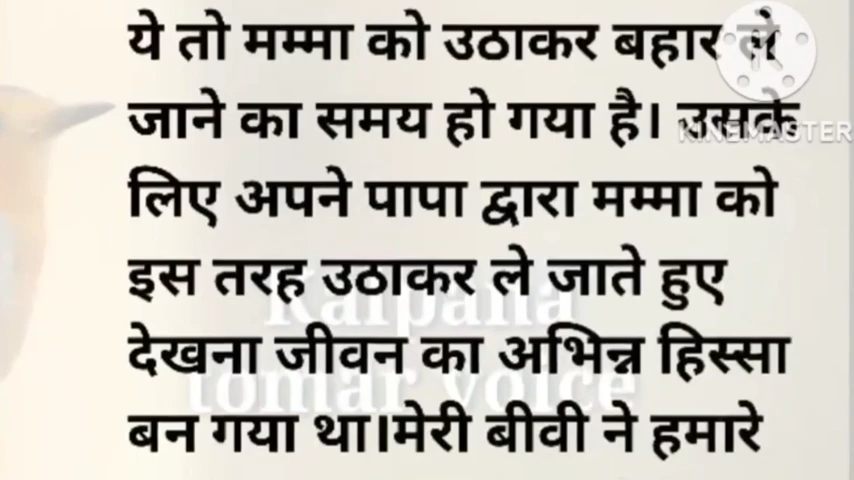 ये तो मम्मा को उठाकर बहार ले
जाने का समय हो गया है। उसके
KINEMASTER
लिए अपने पापा द्वारा मम्मा को
इस तरह उठाकर ले जाते हुए
Kalpana
देखना जीवन का अभिन्न हिस्सा
tomar voice
बन गया था।मेरी बीवी ने हमारे